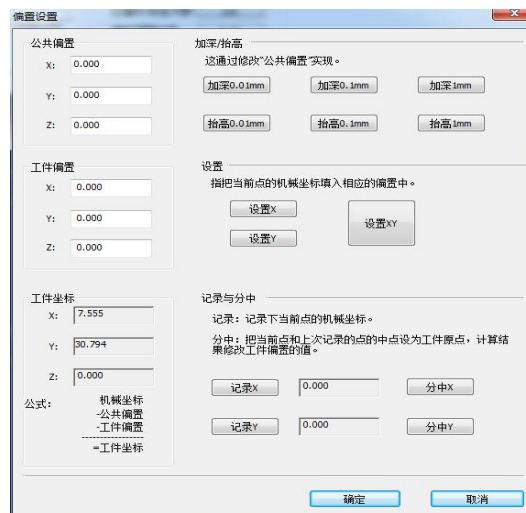 偏置设置
公共偏置
X: 0.000
Y: 0.000
Z: 0.000
加深/抬高
这通过修改"公共偏置"实现。
加深0.01mm 加深0.1mm 加深1mm
抬高0.01mm 抬高0.1mm 抬高1mm
工件偏置
X: 0.000
Y: 0.000
Z: 0.000
设置
指把当前点的机械坐标填入相应的偏置中。
设置X
设置Y
设置XY
工件坐标
X: 7.555
Y: 30.794
Z: 0.000
公式: 机械坐标
-公共偏置
-工件偏置
----------------
=工件坐标
记录与分中
记录: 记录下当前点的机械坐标。
分中: 把当前点和上次记录的点的中点设为工件原点, 计算结
果修改工件偏置的值。
记录X 0.000 分中X
记录Y 0.000 分中Y
确定 取消